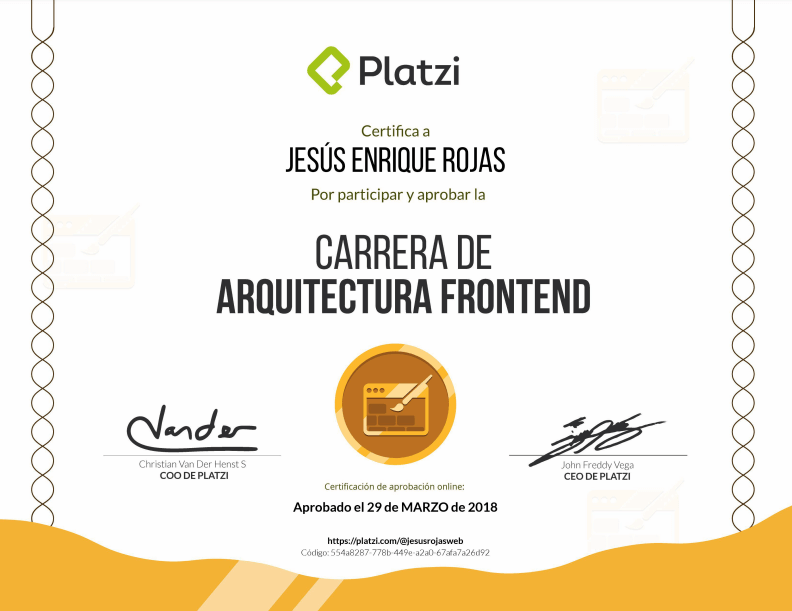 Platzi
Certifica a
JESÚS ENRIQUE ROJAS
Por participar y aprobar la
CARRERA DE
ARQUITECTURA FRONTEND
Vander
Christian Van Der Henst S
COO DE PLATZI
John Freddy Vega
CEO DE PLATZI
Certificación de aprobación online:
Aprobado el 29 de MARZO de 2018
https://platzi.com/@jesusrojasweb
Código: 554a8287-778b-449e-a2a0-67afa7a26d92